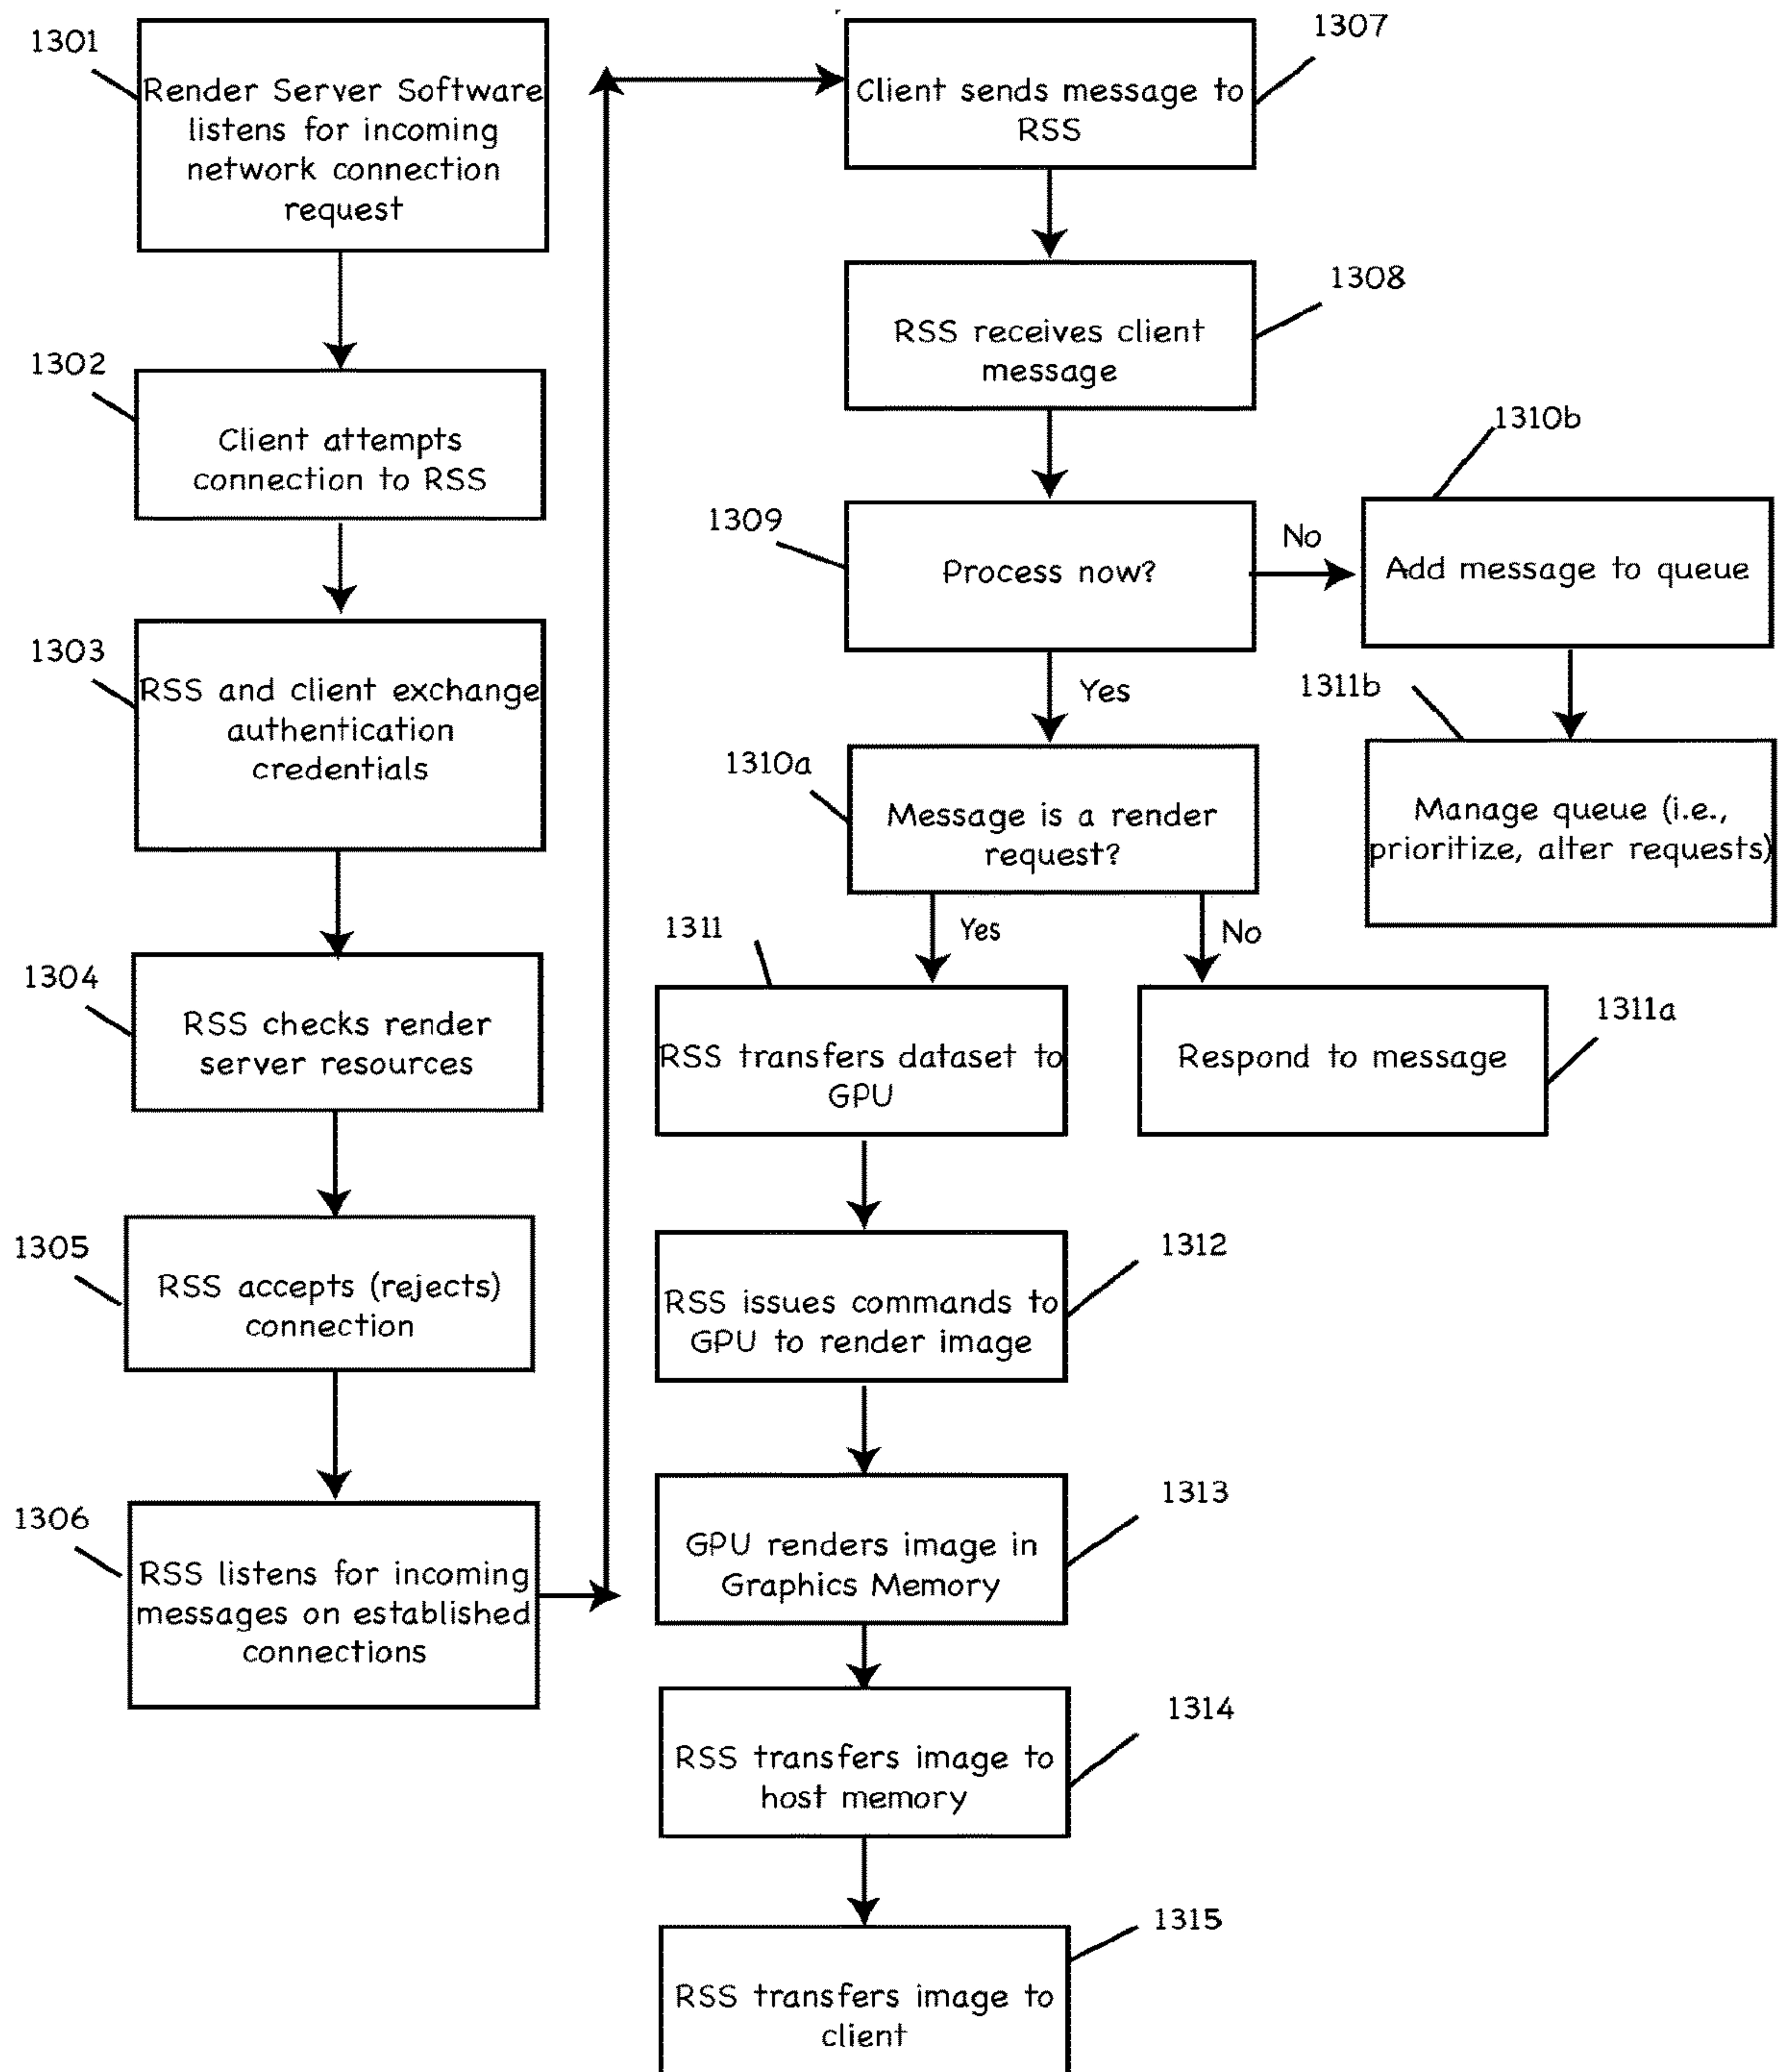 1301
Render Server Software
listens for incoming
network connection
request
1302
Client attempts
connection to RSS
1303
RSS and client exchange
authentication
credentials
1304
RSS checks render
server resources
1305
RSS accepts (rejects)
connection
1306
RSS listens for incoming
messages on established
connections
1307
Client sends message to
RSS
1308
RSS receives client
message
1309
Process now?
No
1310b
Add message to queue
1311b
Manage queue (i.e.,
prioritize, alter requests)
Yes
1310a
Message is a render
request?
Yes
No
1311
RSS transfers dataset to
GPU
1311a
Respond to message
1312
RSS issues commands to
GPU to render image
1313
GPU renders image in
Graphics Memory
1314
RSS transfers image to
host memory
1315
RSS transfers image to
client